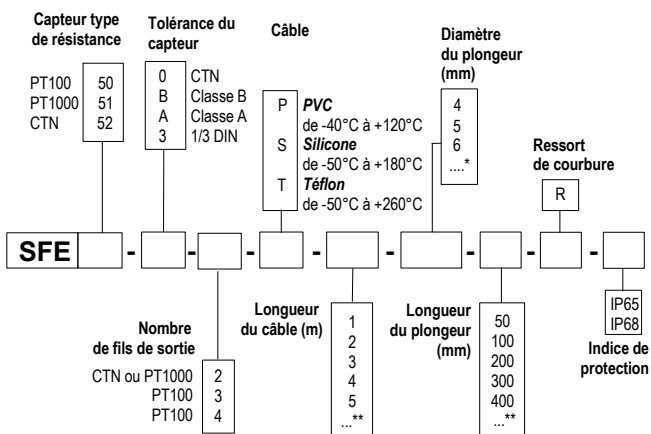 Capteur type
de résistance
PT100 50
PT1000 51
CTN 52
Tolérance du
capteur
0 CTN
B Classe B
A Classe A
3 1/3 DIN
Câble
P PVC
de -40°C à +120°C
S Silicone
de -50°C à +180°C
T Téflon
de -50°C à +260°C
Diamètre
du plongeur
(mm)
4
5
6
....*
Ressort
de courbure
R
SFE - - - - - - - -
Nombre
de fils de sortie
CTN ou PT1000 2
PT100 3
PT100 4
Longueur
du câble (m)
1
2
3
4
5
...**
Longueur
du plongeur
(mm)
50
100
200
300
400
...**
IP65
IP68
Indice de
protection